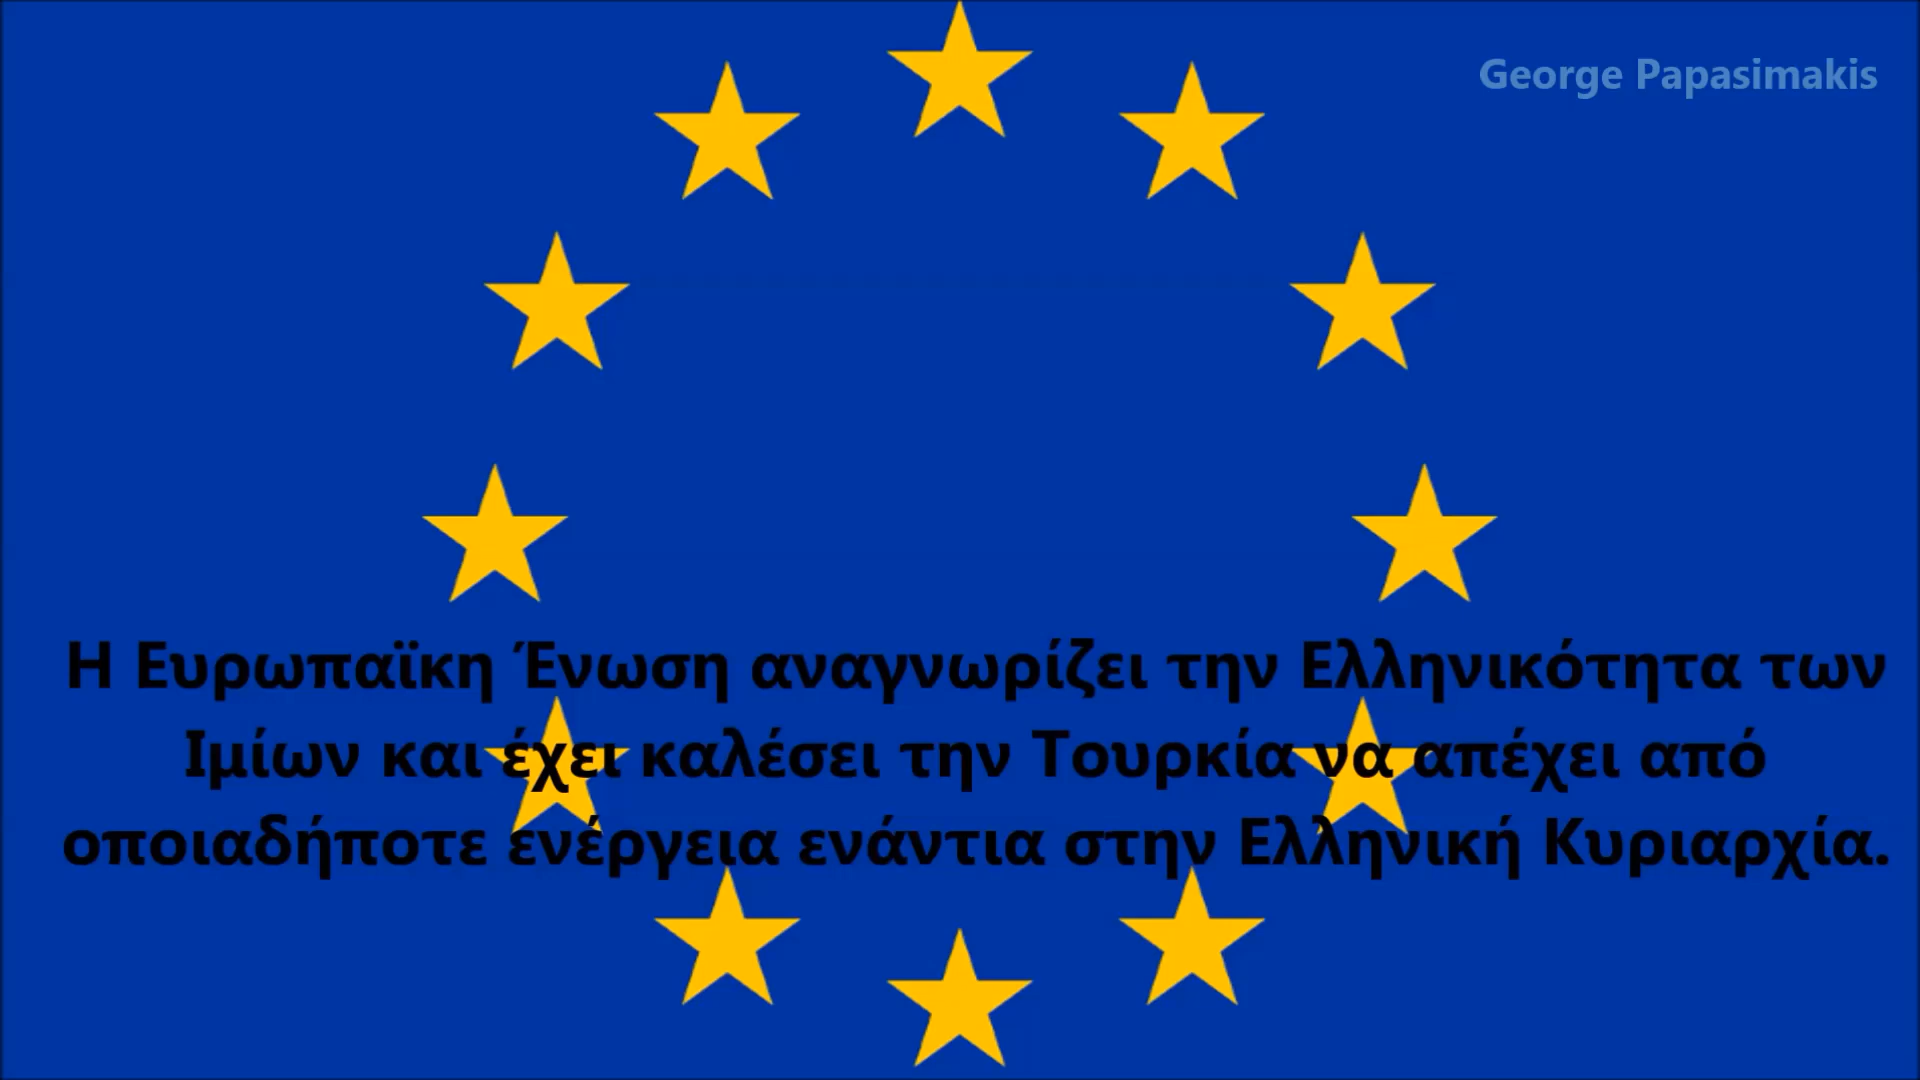 George Papasimakis
Η Ευρωπαϊκη Ένωση αναγνωρίζει την Ελληνικότητα των
Ιμίων και έχει καλέσει την Τουρκία να απέχει από
οποιαδήποτε ενέργεια ενάντια στην Ελληνική Κυριαρχία.